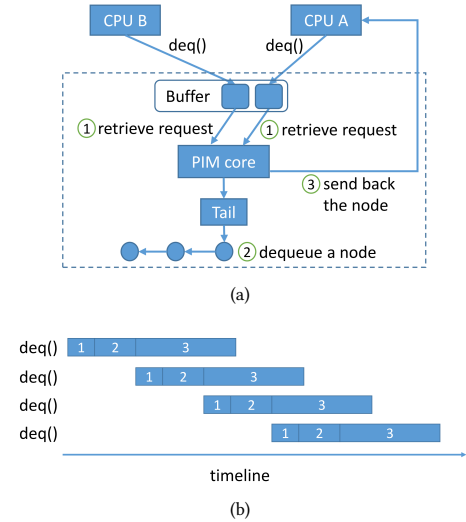 CPU B
CPU A
deq()
deq()
Buffer
1 retrieve request
1 retrieve request
PIM core
3 send back
the node
Tail
2 dequeue a node
(a)
deq() 1 2 3
deq() 1 2 3
deq() 1 2 3
deq() 1 2 3
timeline
(b)